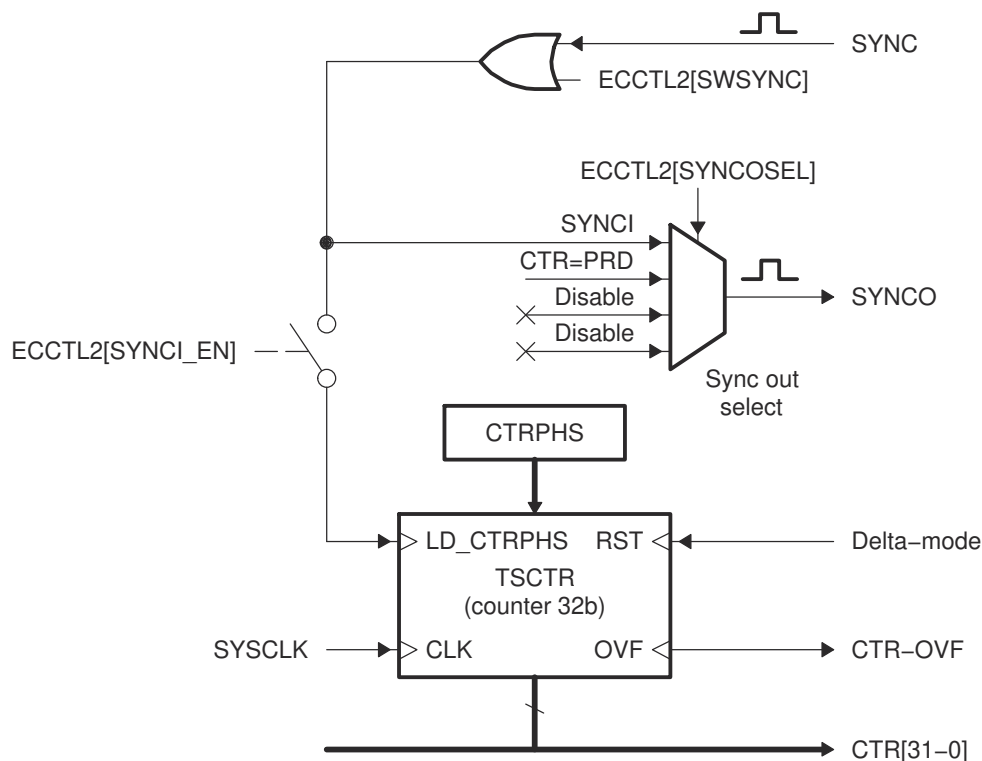 SYNC
ECCTL2[SWSYNC]
ECCTL2[SYNCOSEL]
SYNCI
CTR=PRD
Disable
SYNCO
Disable
ECCTL2[SYNCI_EN]
Sync out
select
CTRPHS
LD_CTRPHS RST
Delta−mode
TSCTR
(counter 32b)
SYSCLK
CLK OVF
CTR−OVF
CTR[31−0]